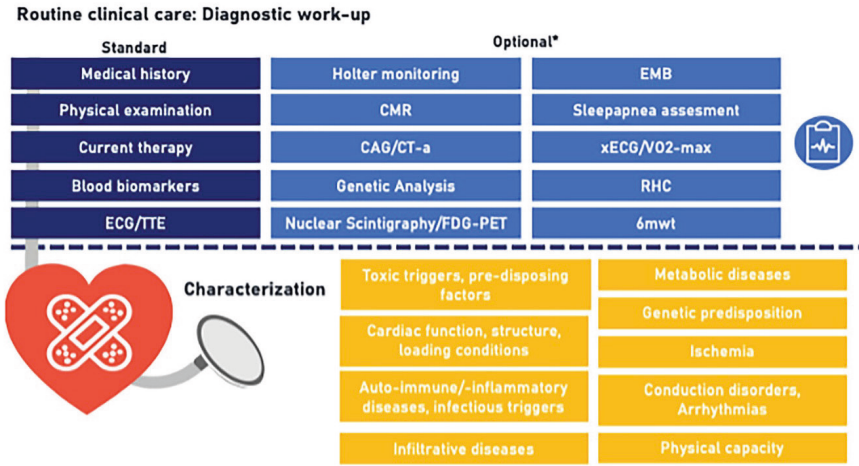 Routine clinical care: Diagnostic work-up
Standard
Optional*
Medical history
Holter monitoring
EMB
Physical examination
CMR
Sleepapnea assesment
Current therapy
CAG/CT-a
xECG/VO2-max
Blood biomarkers
Genetic Analysis
RHC
ECG/TTE
Nuclear Scintigraphy/FDG-PET
6mwt
Characterization
Toxic triggers, pre-disposing
factors
Cardiac function, structure,
loading conditions
Auto-immune/-inflammatory
diseases, infectious triggers
Infiltrative diseases
Metabolic diseases
Genetic predisposition
Ischemia
Conduction disorders,
Arrhythmias
Physical capacity